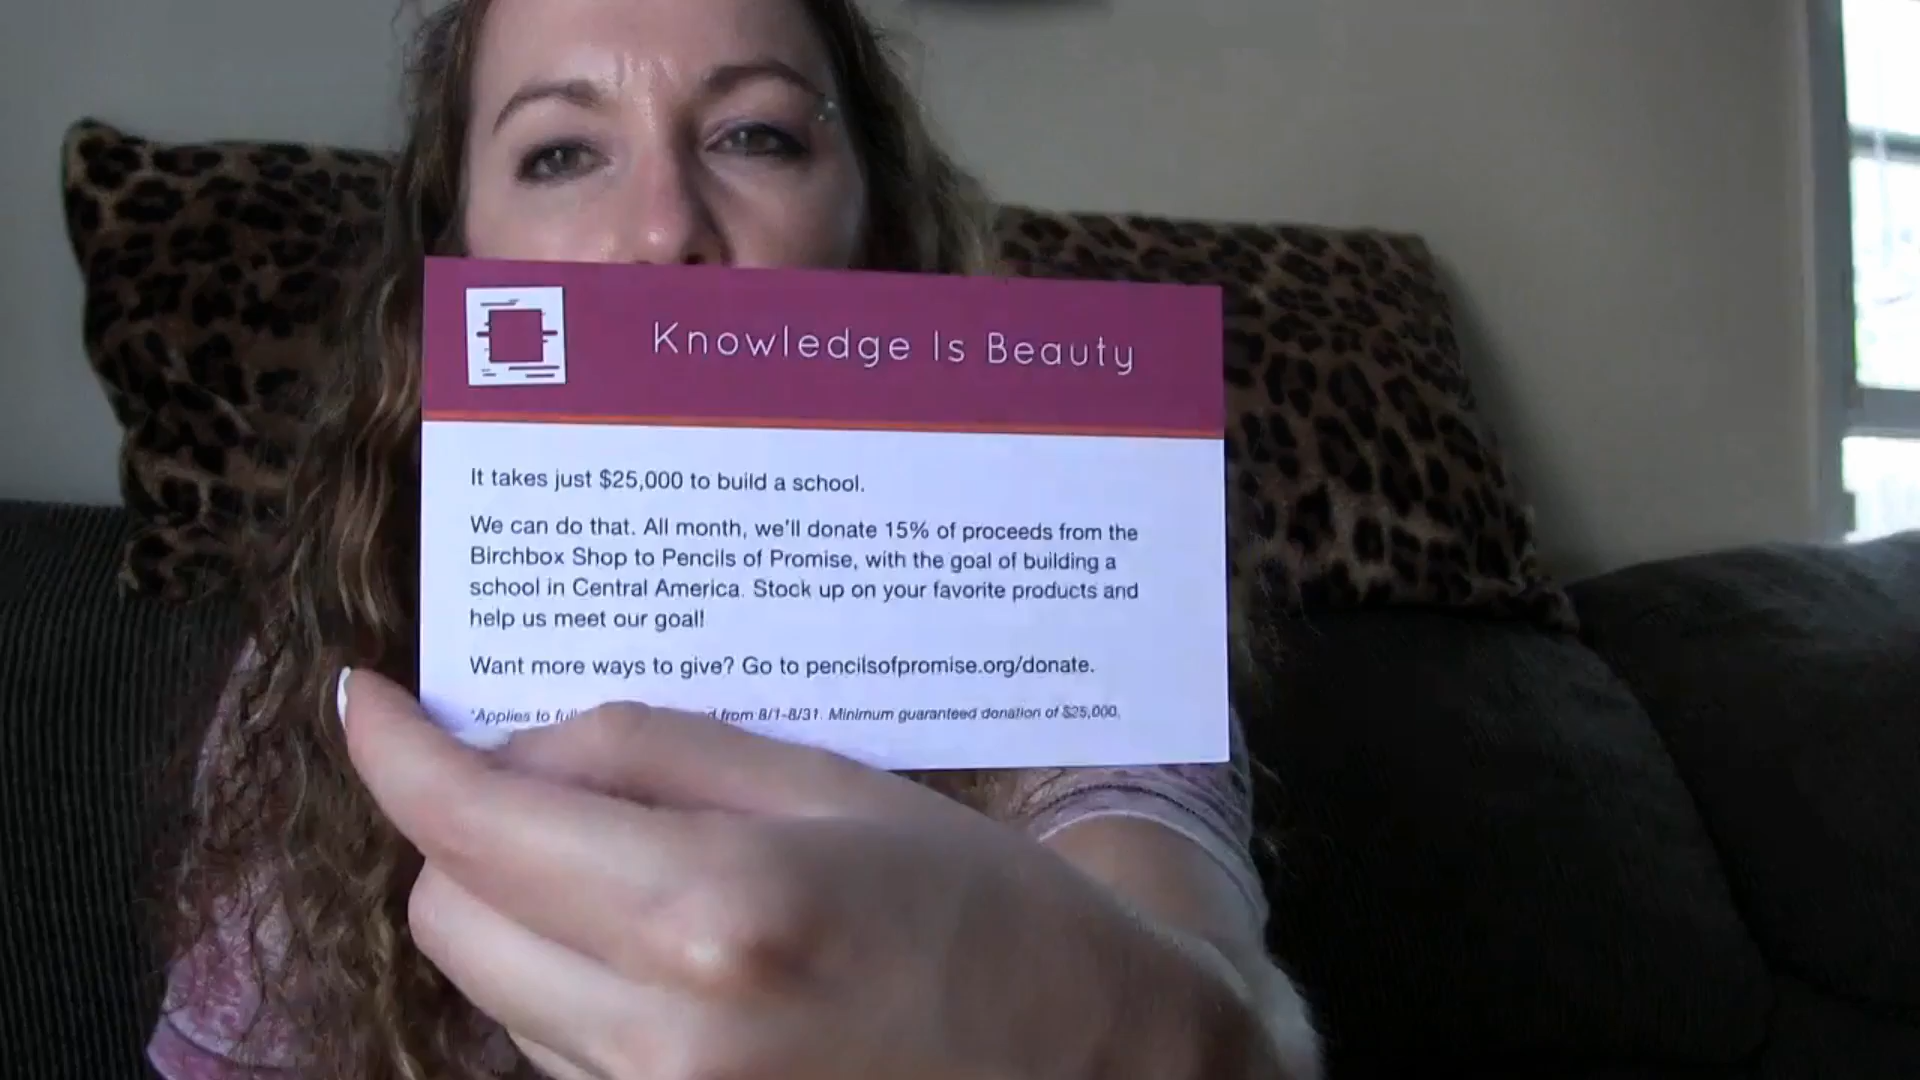 Knowledge Is Beauty
It takes just $25,000 to build a school.
We can do that. All month, we'll donate 15% of proceeds from the
Birchbox Shop to Pencils of Promise, with the goal of building a
school in Central America. Stock up on your favorite products and
help us meet our goal!
Want more ways to give? Go to pencilsofpromise.org/donate.
*Applies to from 8/1-8/31. Minimum guaranteed donation of $25,000.